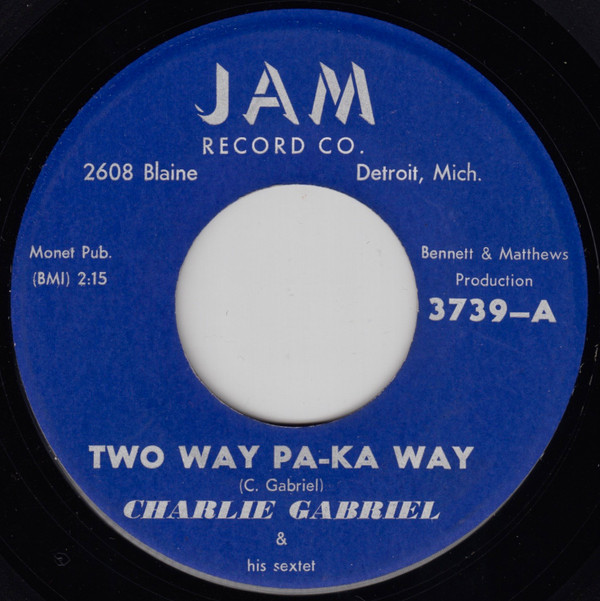 JAM
RECORD CO.
2608 Blaine
Detroit, Mich.
Monet Pub.
(BMI) 2:15
Bennett & Matthews
Production
3739-A
TWO WAY PA-KA WAY
(C. Gabriel)
CHARLIE GABRIEL
&
his sextet